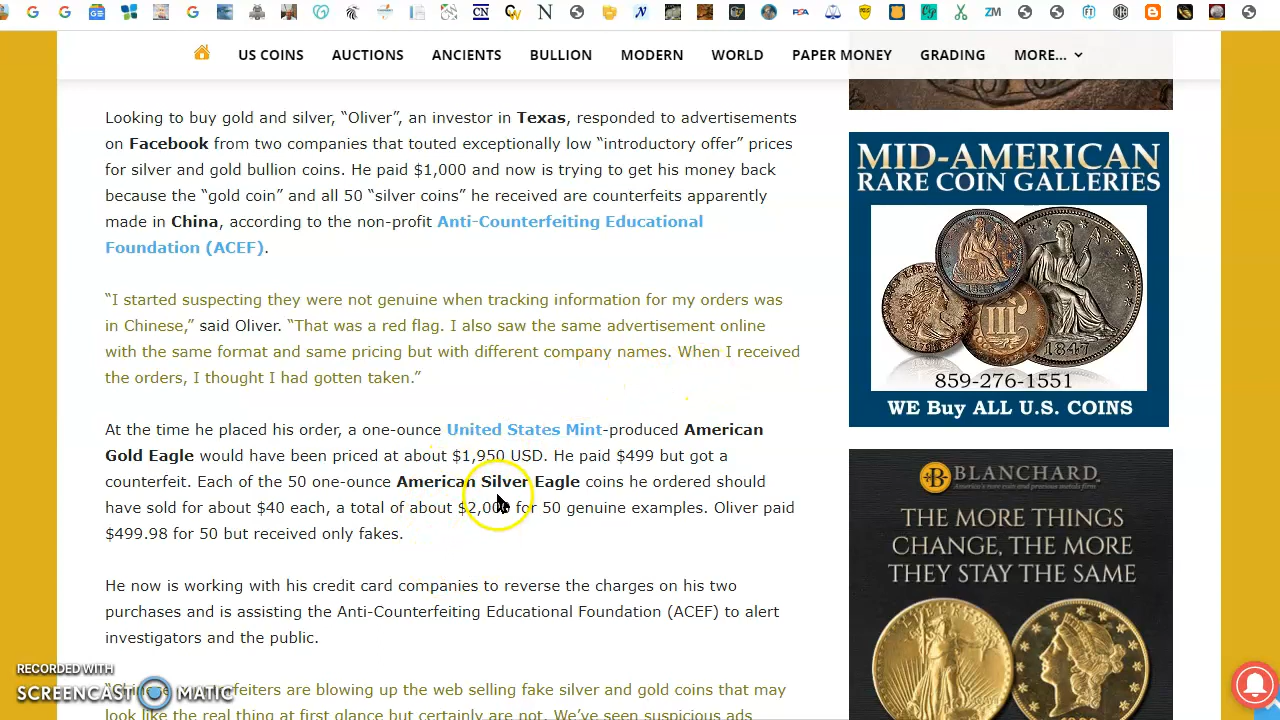 US COINS AUCTIONS ANCIENTS BULLION MODERN WORLD PAPER MONEY GRADING MORE...
Looking to buy gold and silver, “Oliver”, an investor in Texas, responded to advertisements
on Facebook from two companies that touted exceptionally low “introductory offer” prices
for silver and gold bullion coins. He paid $1,000 and now is trying to get his money back
because the “gold coin” and all 50 “silver coins” he received are counterfeits apparently
made in China, according to the non-profit Anti-Counterfeiting Educational
Foundation (ACEF).
“I started suspecting they were not genuine when tracking information for my orders was
in Chinese,” said Oliver. “That was a red flag. I also saw the same advertisement online
with the same format and same pricing but with different company names. When I received
the orders, I thought I had gotten taken.”
At the time he placed his order, a one-ounce United States Mint-produced American
Gold Eagle would have been priced at about $1,950 USD. He paid $499 but got a
counterfeit. Each of the 50 one-ounce American Silver Eagle coins he ordered should
have sold for about $40 each, a total of about $2,000 for 50 genuine examples. Oliver paid
$499.98 for 50 but received only fakes.
He now is working with his credit card companies to reverse the charges on his two
purchases and is assisting the Anti-Counterfeiting Educational Foundation (ACEF) to alert
investigators and the public.
are blowing up the web selling fake silver and gold coins that may
look like the real thing at first glance but certainly are not. We’ve seen suspicious ads
RECORDED WITH
SCREENCAST MATIC
MID-AMERICAN
RARE COIN GALLERIES
III
1847
859-276-1551
WE Buy ALL U.S. COINS
BLANCHARD
America's rare coin and precious metals firm
THE MORE THINGS
CHANGE, THE MORE
THEY STAY THE SAME